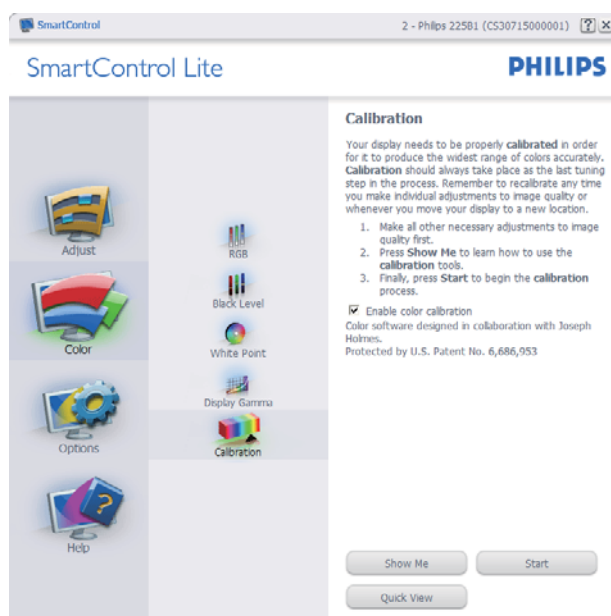 SmartControl
2 - Philips 225B1 (CS30715000001)
?
X
SmartControl Lite
PHILIPS
Adjust
Color
Options
Help
RGB
Black Level
White Point
Display Gamma
Calibration
Calibration
Your display needs to be properly calibrated in order
for it to produce the widest range of colors accurately.
Calibration should always take place as the last tuning
step in the process. Remember to recalibrate any time
you make individual adjustments to image quality or
whenever you move your display to a new location.
1. Make all other necessary adjustments to image
quality first.
2. Press Show Me to learn how to use the
calibration tools.
3. Finally, press Start to begin the calibration
process.
Enable color calibration
Color software designed in collaboration with Joseph
Holmes.
Protected by U.S. Patent No. 6,686,953
Show Me
Start
Quick View